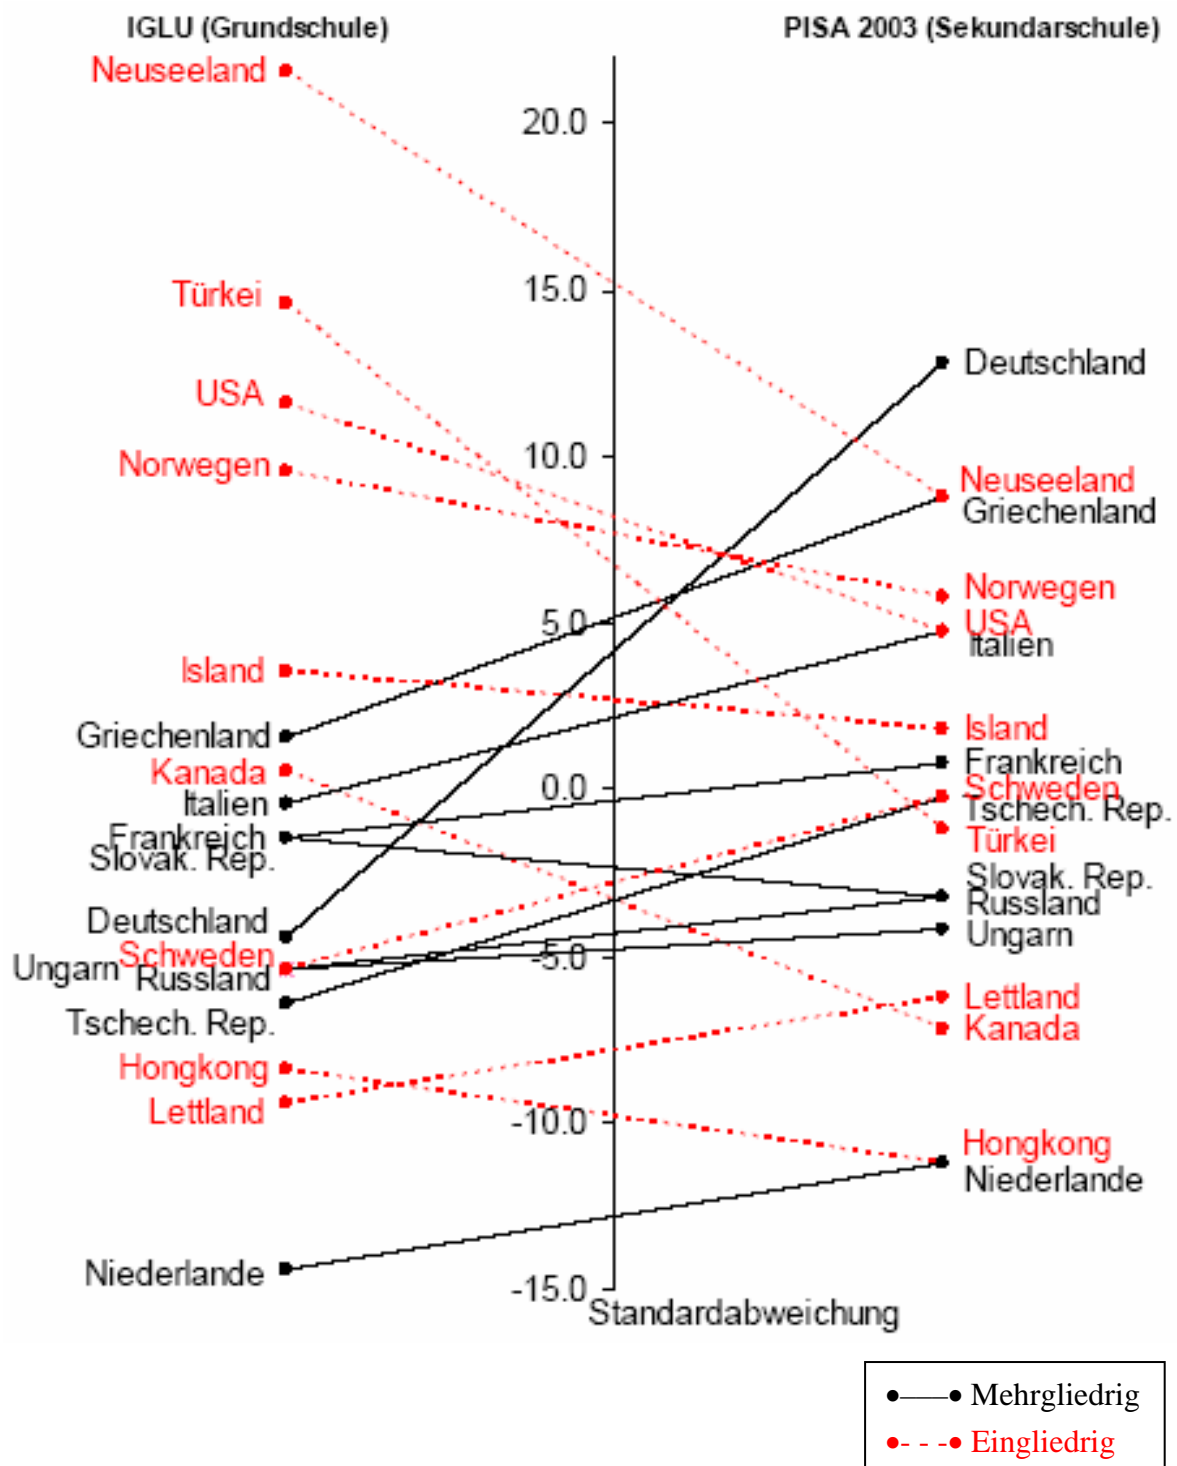 IGLU (Grundschule)
PISA 2003 (Sekundarschule)
Neuseeland
Türkei
USA
Norwegen
Island
Griechenland
Kanada
Italien
Frankreich
Slovak. Rep.
Deutschland
Schweden
Ungarn
Russland
Tschech. Rep.
Hongkong
Lettland
Niederlande
20.0
15.0
10.0
5.0
0.0
-5.0
-10.0
-15.0
Standardabweichung
Deutschland
Neuseeland
Griechenland
Norwegen
USA
Italien
Island
Frankreich
Schweden
Tschech. Rep.
Türkei
Slovak. Rep.
Russland
Ungarn
Lettland
Kanada
Hongkong
Niederlande
Mehrgliedrig
Eingliedrig